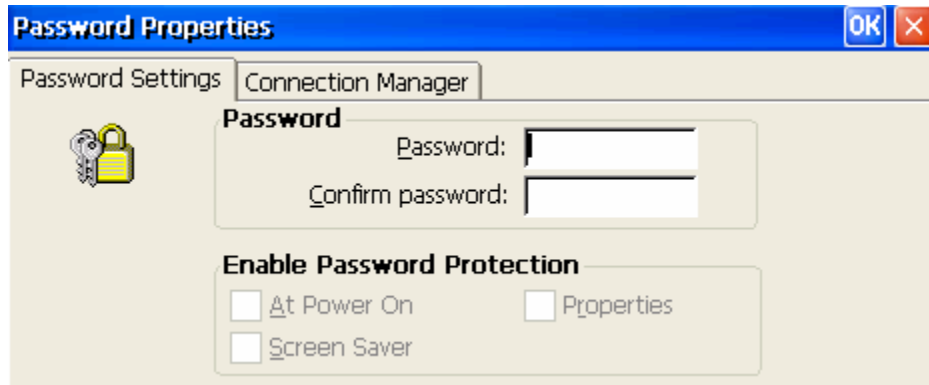 Password Properties OK
Password Settings Connection Manager
Password
Password:
Confirm password:
Enable Password Protection
At Power On Properties
Screen Saver